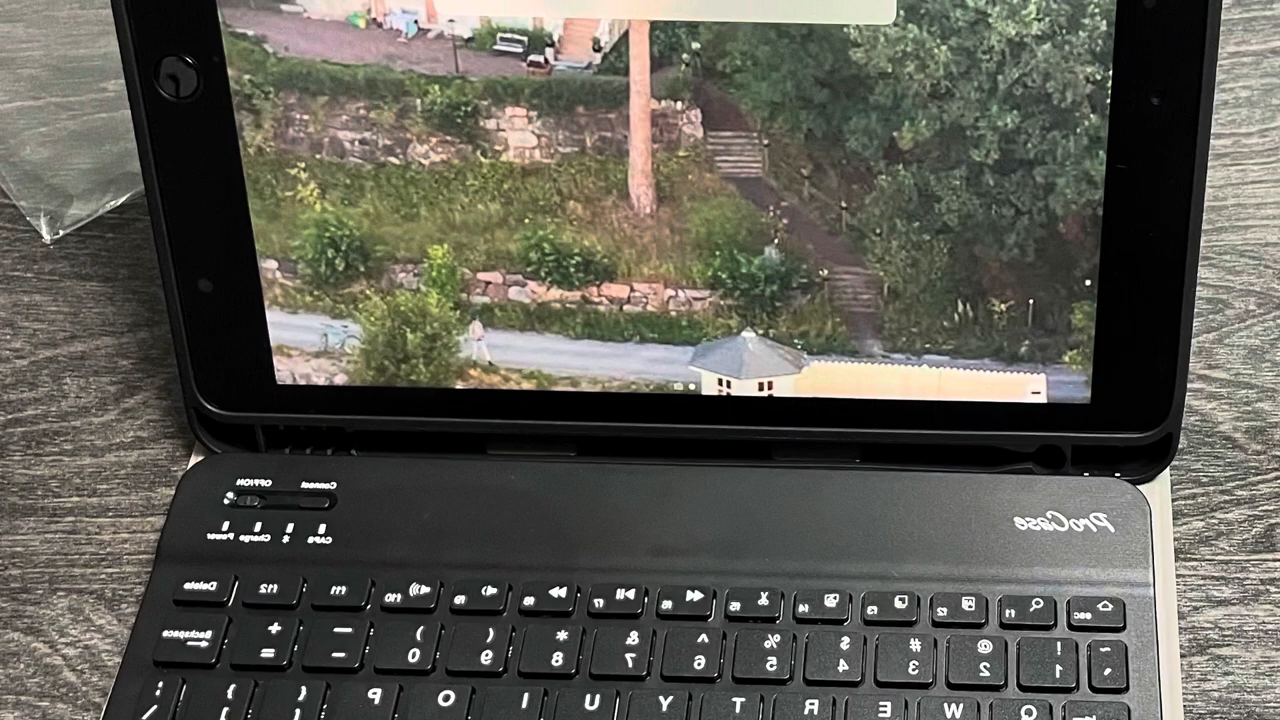 ProCase
Connect OFF/ON
CAPS Charge Power
esc f1 f2 f3 f4 f5 f6 f7 f8 f9 f10 f11 f12 Delete
~ ! @ # $ % ^ & * ( ) — + Backspace
` 1 2 3 4 5 6 7 8 9 0 - =
Q W E R T Y U I O P { }